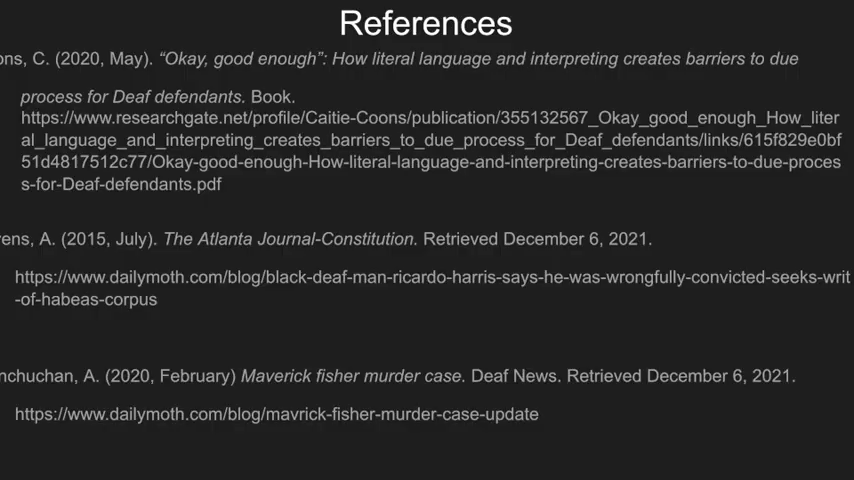 References
ons, C. (2020, May). “Okay, good enough”: How literal language and interpreting creates barriers to due
process for Deaf defendants. Book.
https://www.researchgate.net/profile/Caitie-Coons/publication/355132567_Okay_good_enough_How_liter
al_language_and_interpreting_creates_barriers_to_due_process_for_Deaf_defendants/links/615f829e0bf
51d4817512c77/Okay-good-enough-How-literal-language-and-interpreting-creates-barriers-to-due-proces
s-for-Deaf-defendants.pdf
vens, A. (2015, July). The Atlanta Journal-Constitution. Retrieved December 6, 2021.
https://www.dailymoth.com/blog/black-deaf-man-ricardo-harris-says-he-was-wrongfully-convicted-seeks-writ
-of-habeas-corpus
nchuchan, A. (2020, February) Maverick fisher murder case. Deaf News. Retrieved December 6, 2021.
https://www.dailymoth.com/blog/mavrick-fisher-murder-case-update